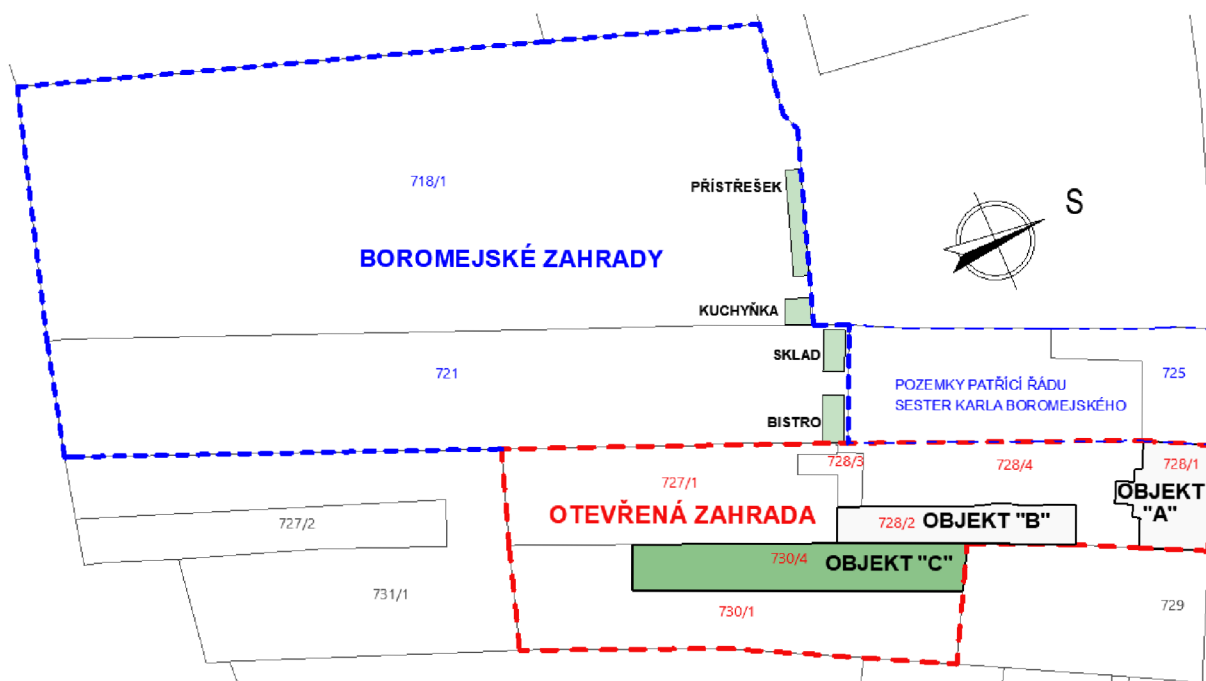 718/1
PŘÍSTŘEŠEK
S
BOROMEJSKÉ ZAHRADY
KUCHYŇKA
SKLAD
721
POZEMKY PATŘÍCÍ ŘÁDU
SESTER KARLA BOROMEJSKÉHO
725
BISTRO
728/3
728/4
728/1
727/1
OBJEKT
"A"
OTEVŘENÁ ZAHRADA
727/2
728/2
OBJEKT "B"
730/4
OBJEKT "C"
731/1
730/1
729